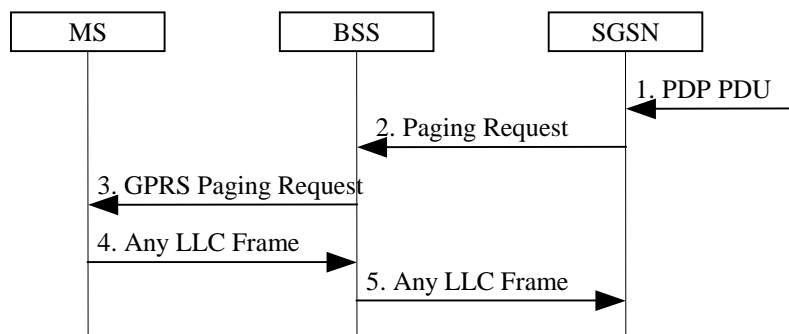 MS
BSS
SGSN
1. PDP PDU
2. Paging Request
3. GPRS Paging Request
4. Any LLC Frame
5. Any LLC Frame